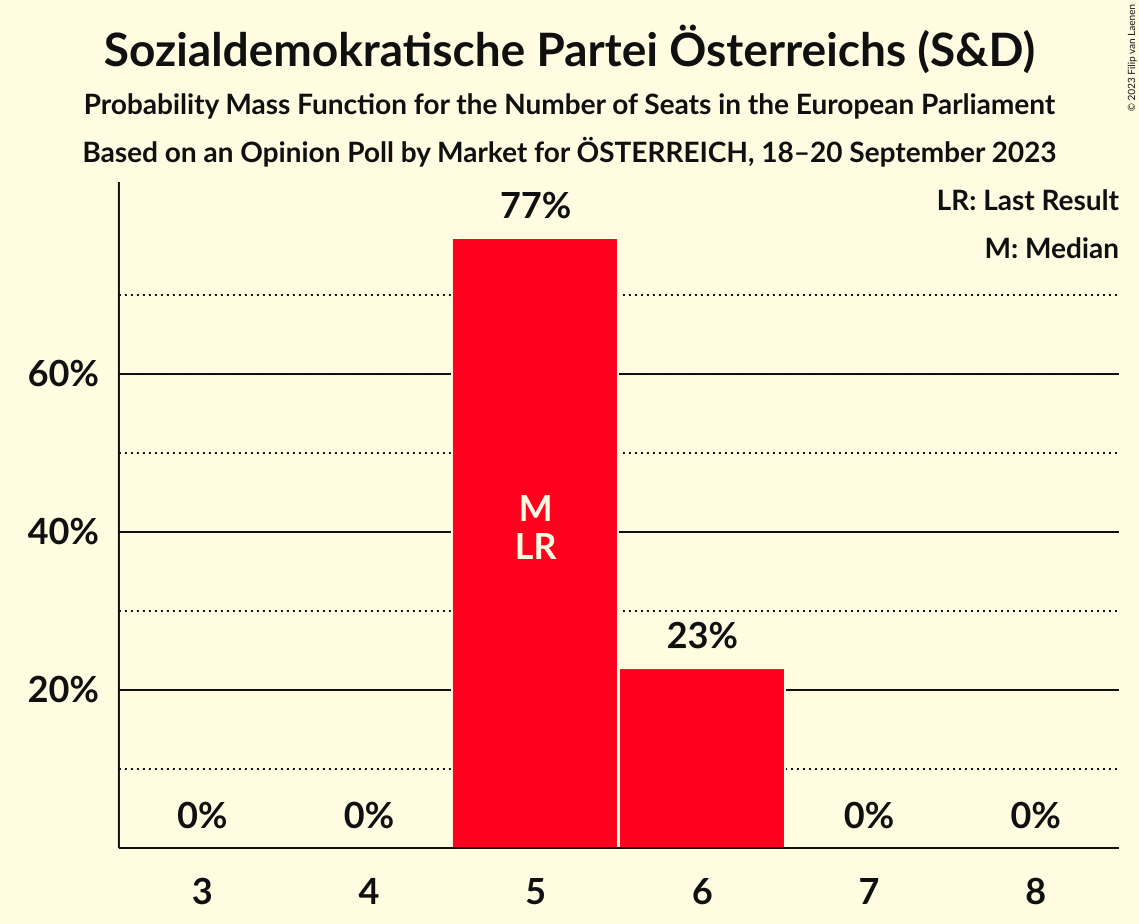 Sozialdemokratische Partei Österreichs (S&D)
Probability Mass Function for the Number of Seats in the European Parliament
Based on an Opinion Poll by Market for ÖSTERREICH, 18–20 September 2023
© 2023 Filip van Laenen
LR: Last Result
M: Median
77%
60%
M
40%
LR
23%
20%
0%
0%
0%
0%
3
4
5
6
7
8